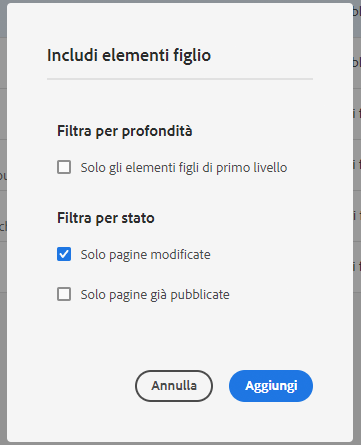 Includi elementi figlio
Filtra per profondità
Solo gli elementi figli di primo livello
Filtra per stato
Solo pagine modificate
Solo pagine già pubblicate
Annulla
Aggiungi